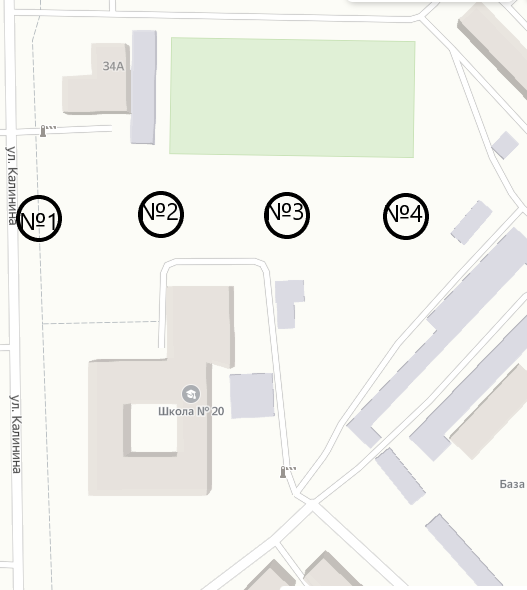 34А
ул. Калинина
№1
№2
№3
№4
Школа № 20
ул. Калинина
База